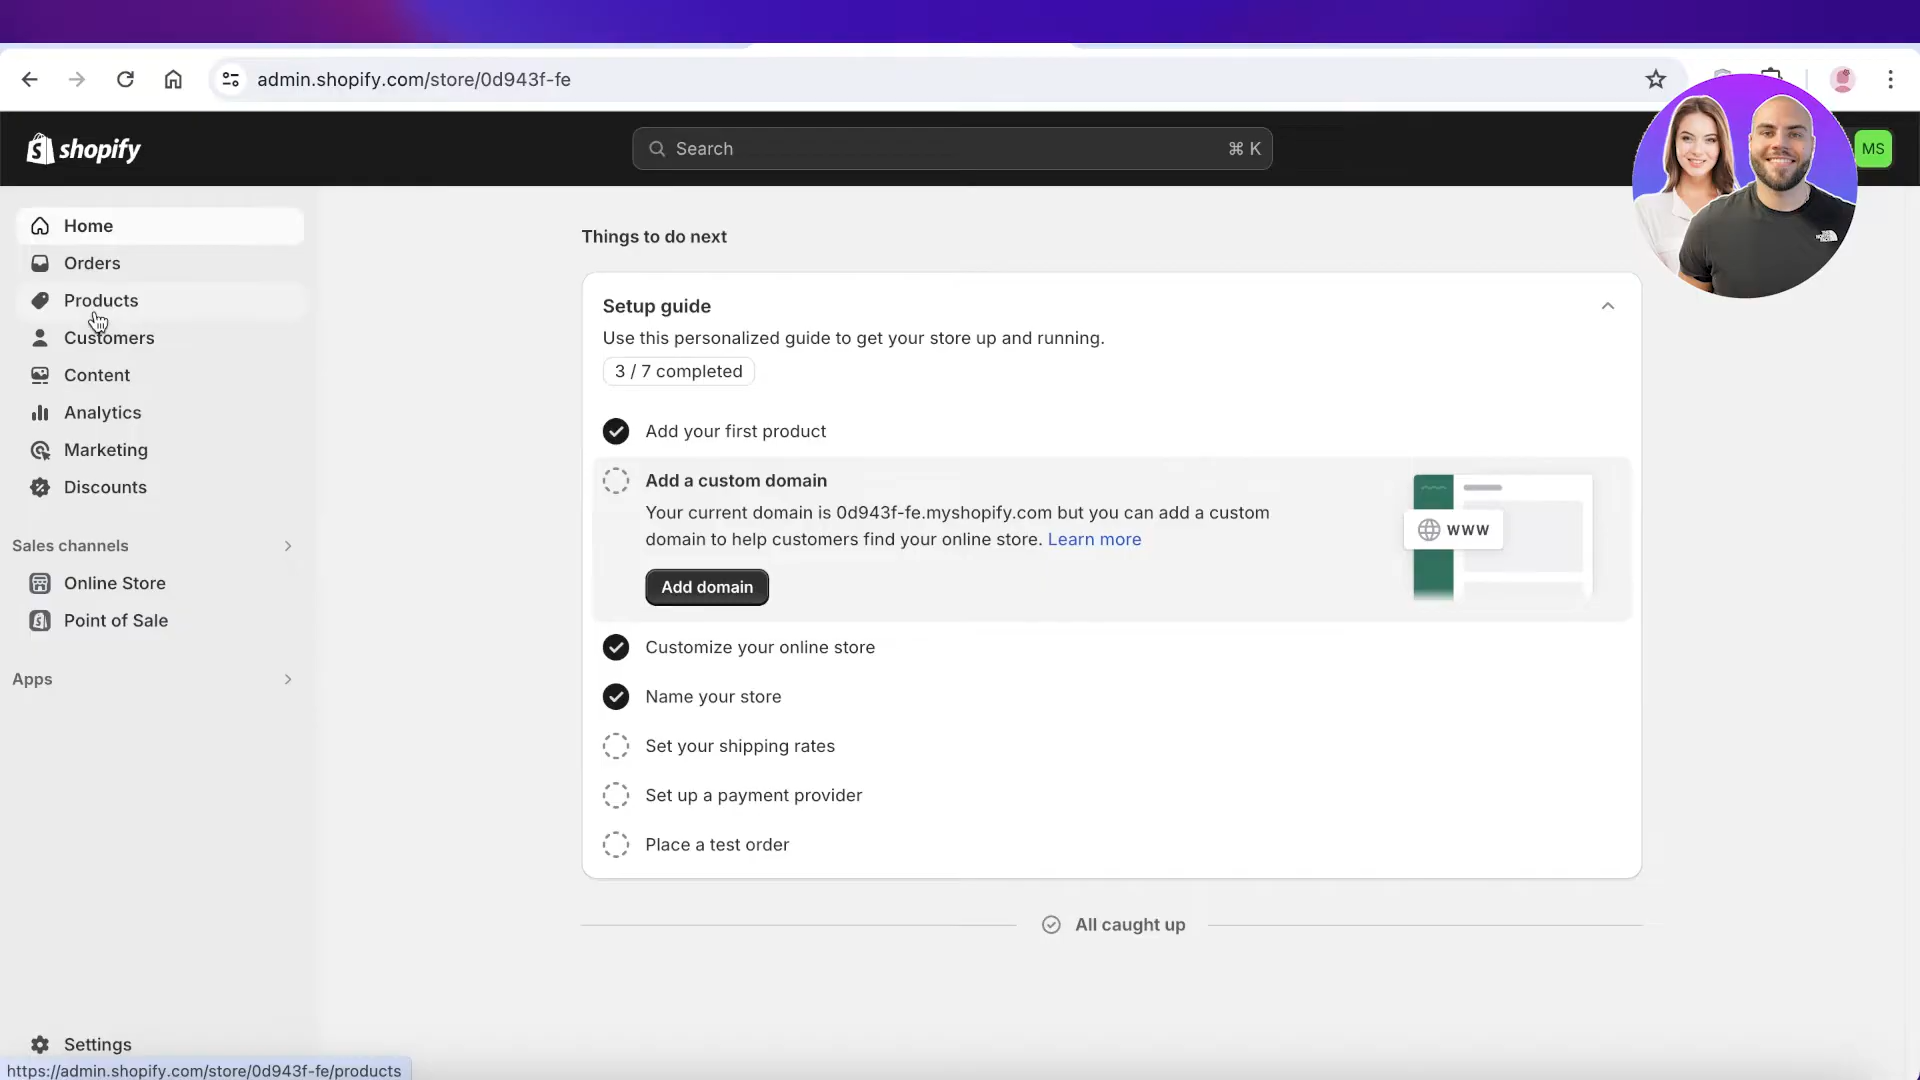 admin.shopify.com/store/0d943f-fe
shopify
Search
⌘ K
MS
Home
Orders
Products
Customers
Content
Analytics
Marketing
Discounts
Sales channels
Online Store
Point of Sale
Apps
Settings
https://admin.shopify.com/store/0d943f-fe/products
Things to do next
Setup guide
Use this personalized guide to get your store up and running.
3 / 7 completed
Add your first product
Add a custom domain
Your current domain is 0d943f-fe.myshopify.com but you can add a custom
domain to help customers find your online store. Learn more
Add domain
www
Customize your online store
Name your store
Set your shipping rates
Set up a payment provider
Place a test order
All caught up